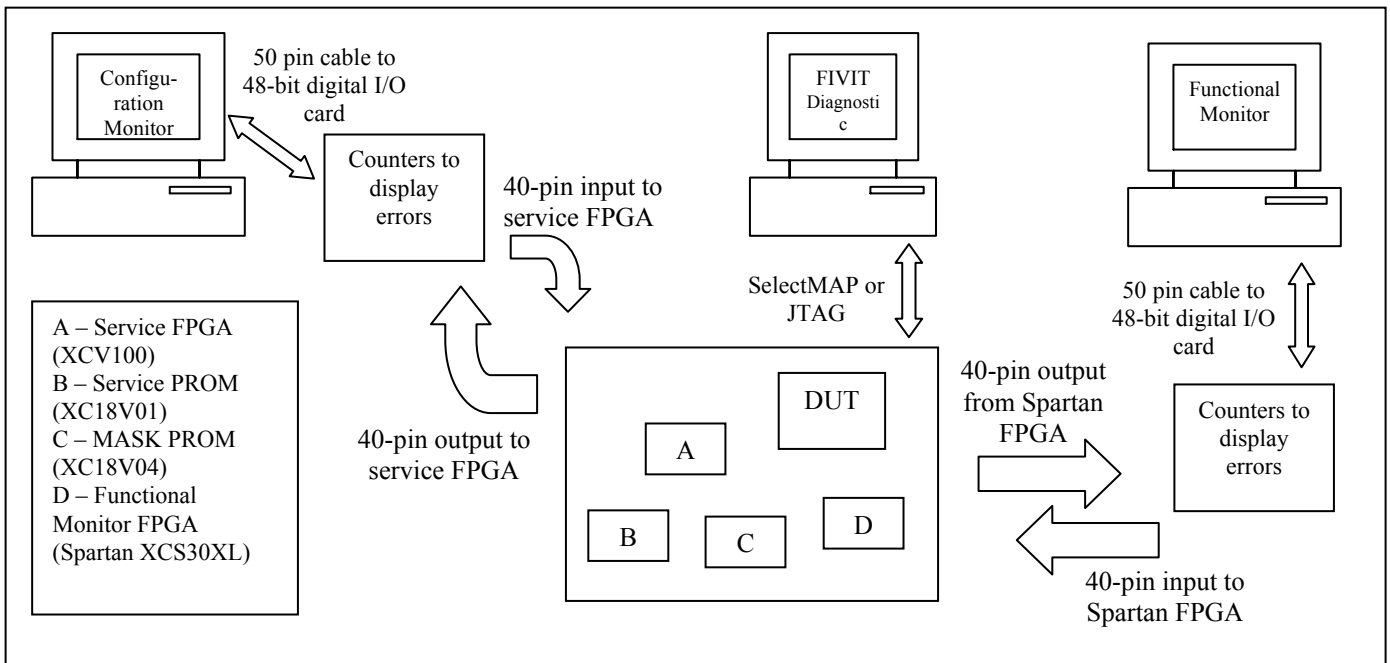 Configu-
ration
Monitor
50 pin cable to
48-bit digital I/O
card
Counters to
display
errors
40-pin input to
service FPGA
40-pin output to
service FPGA
FIVIT
Diagnosti
c
SelectMAP or
JTAG
Functional
Monitor
50 pin cable to
48-bit digital I/O
card
Counters to
display
errors
40-pin output
from Spartan
FPGA
40-pin input to
Spartan FPGA
DUT
A
B
C
D
A – Service FPGA
(XCV100)
B – Service PROM
(XC18V01)
C – MASK PROM
(XC18V04)
D – Functional
Monitor FPGA
(Spartan XCS30XL)